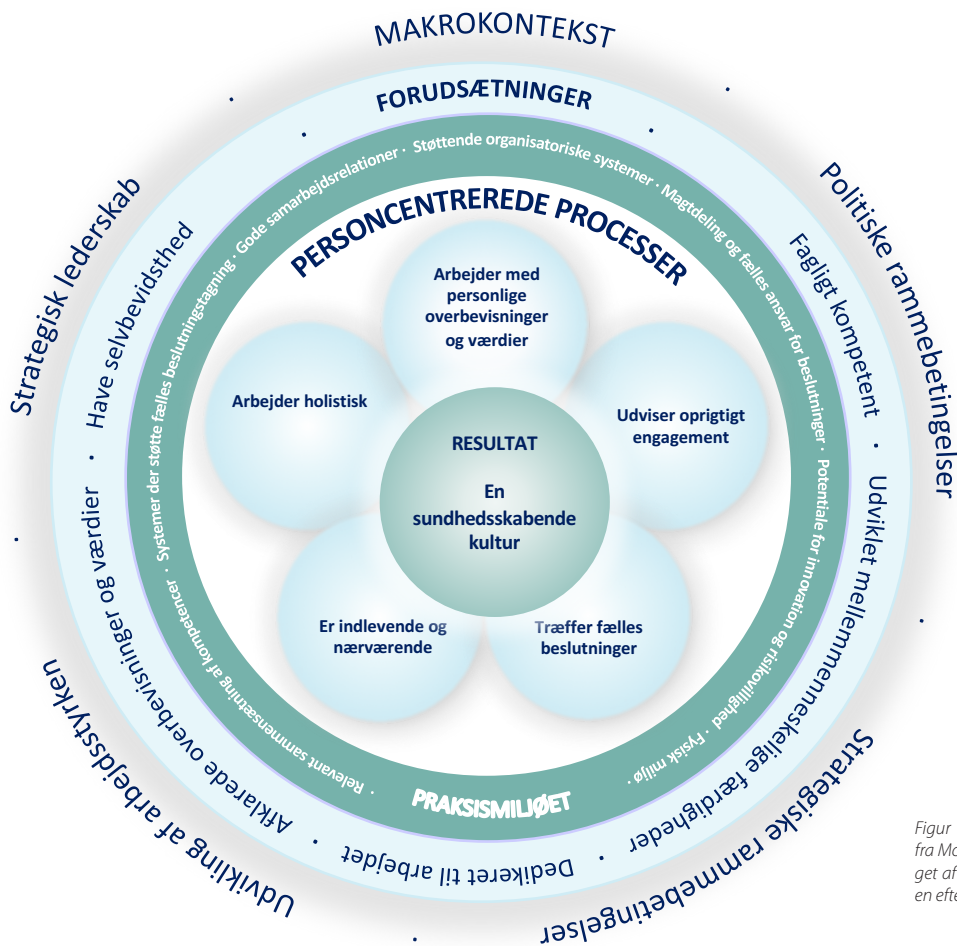 MAKROKONTEKST
Politiske rammebetingelser
Strategiske rammebetingelser
Udvikling af arbejdsstyrken
Strategisk lederskab
FORUDSÆTNINGER
Fagligt kompetent · Udviklet mellemmenneskelige færdigheder · Dedikeret til arbejdet · Afklarede overbevisninger og værdier · Have selvbevidsthed
PRAKSISMILJØET
· Relevant sammensætning af kompetencer · Systemer der støtte fælles beslutningstagning · Gode samarbejdsrelationer · Støttende organisatoriske systemer · Magtdeling og fælles ansvar for beslutninger · Potentiale for innovation og risikovillighed · Fysisk miljø ·
PERSONCENTREREDE PROCESSER
Arbejder med
personlige
overbevisninger
og værdier
Udviser oprigtigt
engagement
Træffer fælles
beslutninger
Er indlevende og
nærværende
Arbejder holistisk
RESULTAT
En
sundhedsskabende
kultur
Figur
fra Mc
get af
en efte